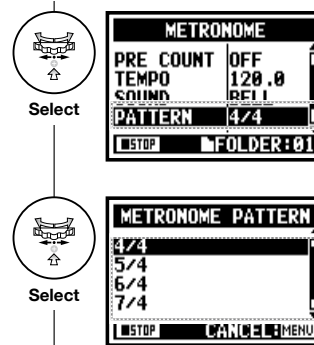 METRONOME
PRE COUNT OFF
TEMPO 120.0
SOUND BELL
PATTERN 4/4
STOP FOLDER:01
Select
METRONOME PATTERN
4/4
5/4
6/4
7/4
STOP CANCEL:MENU
Select